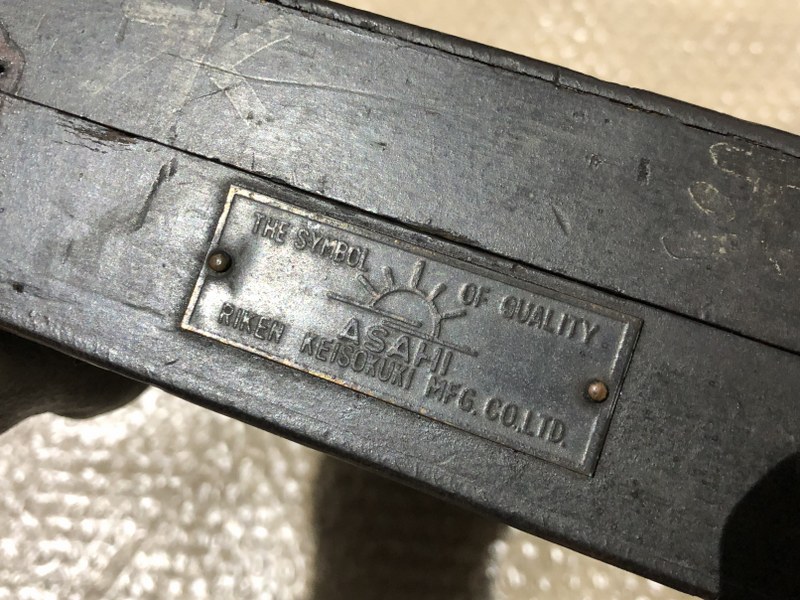 THE SYMBOL OF QUALITY
ASAHI
RIKEN KEISOKUKI MFG. CO.LTD.